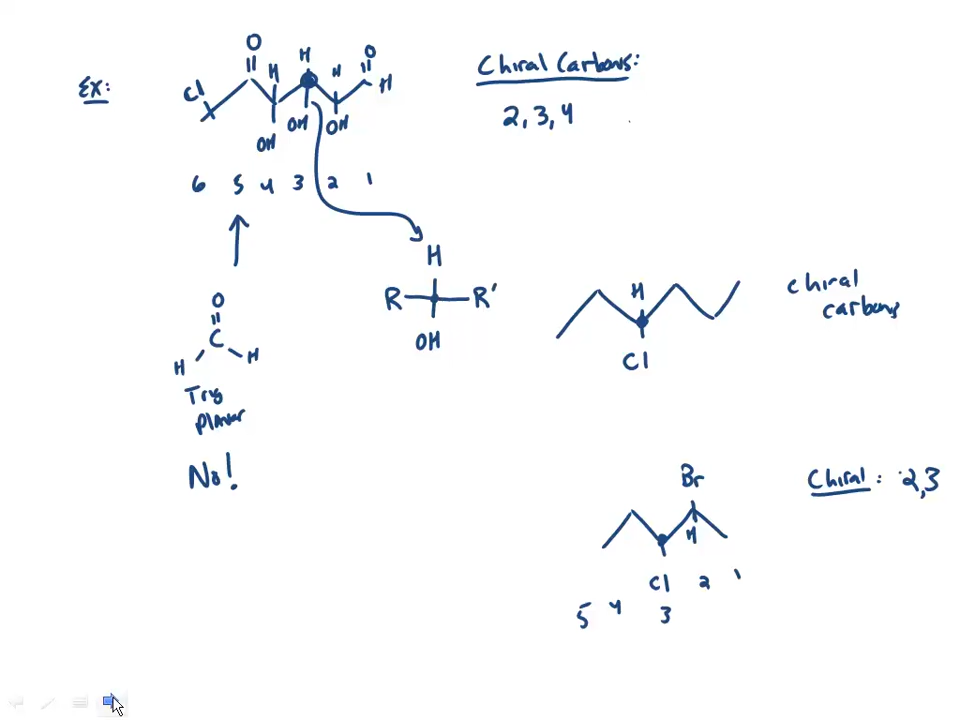 Ex:
O
H H H O
Cl H
OH OH OH
6 5 4 3 2 1
Chiral Carbons:
2, 3, 4
O
C
H H
Trig
planar
No!
H
R R'
OH
H
Cl
chiral
carbons
Br
H
Cl 2 1
5 4 3
Chiral: 2,3